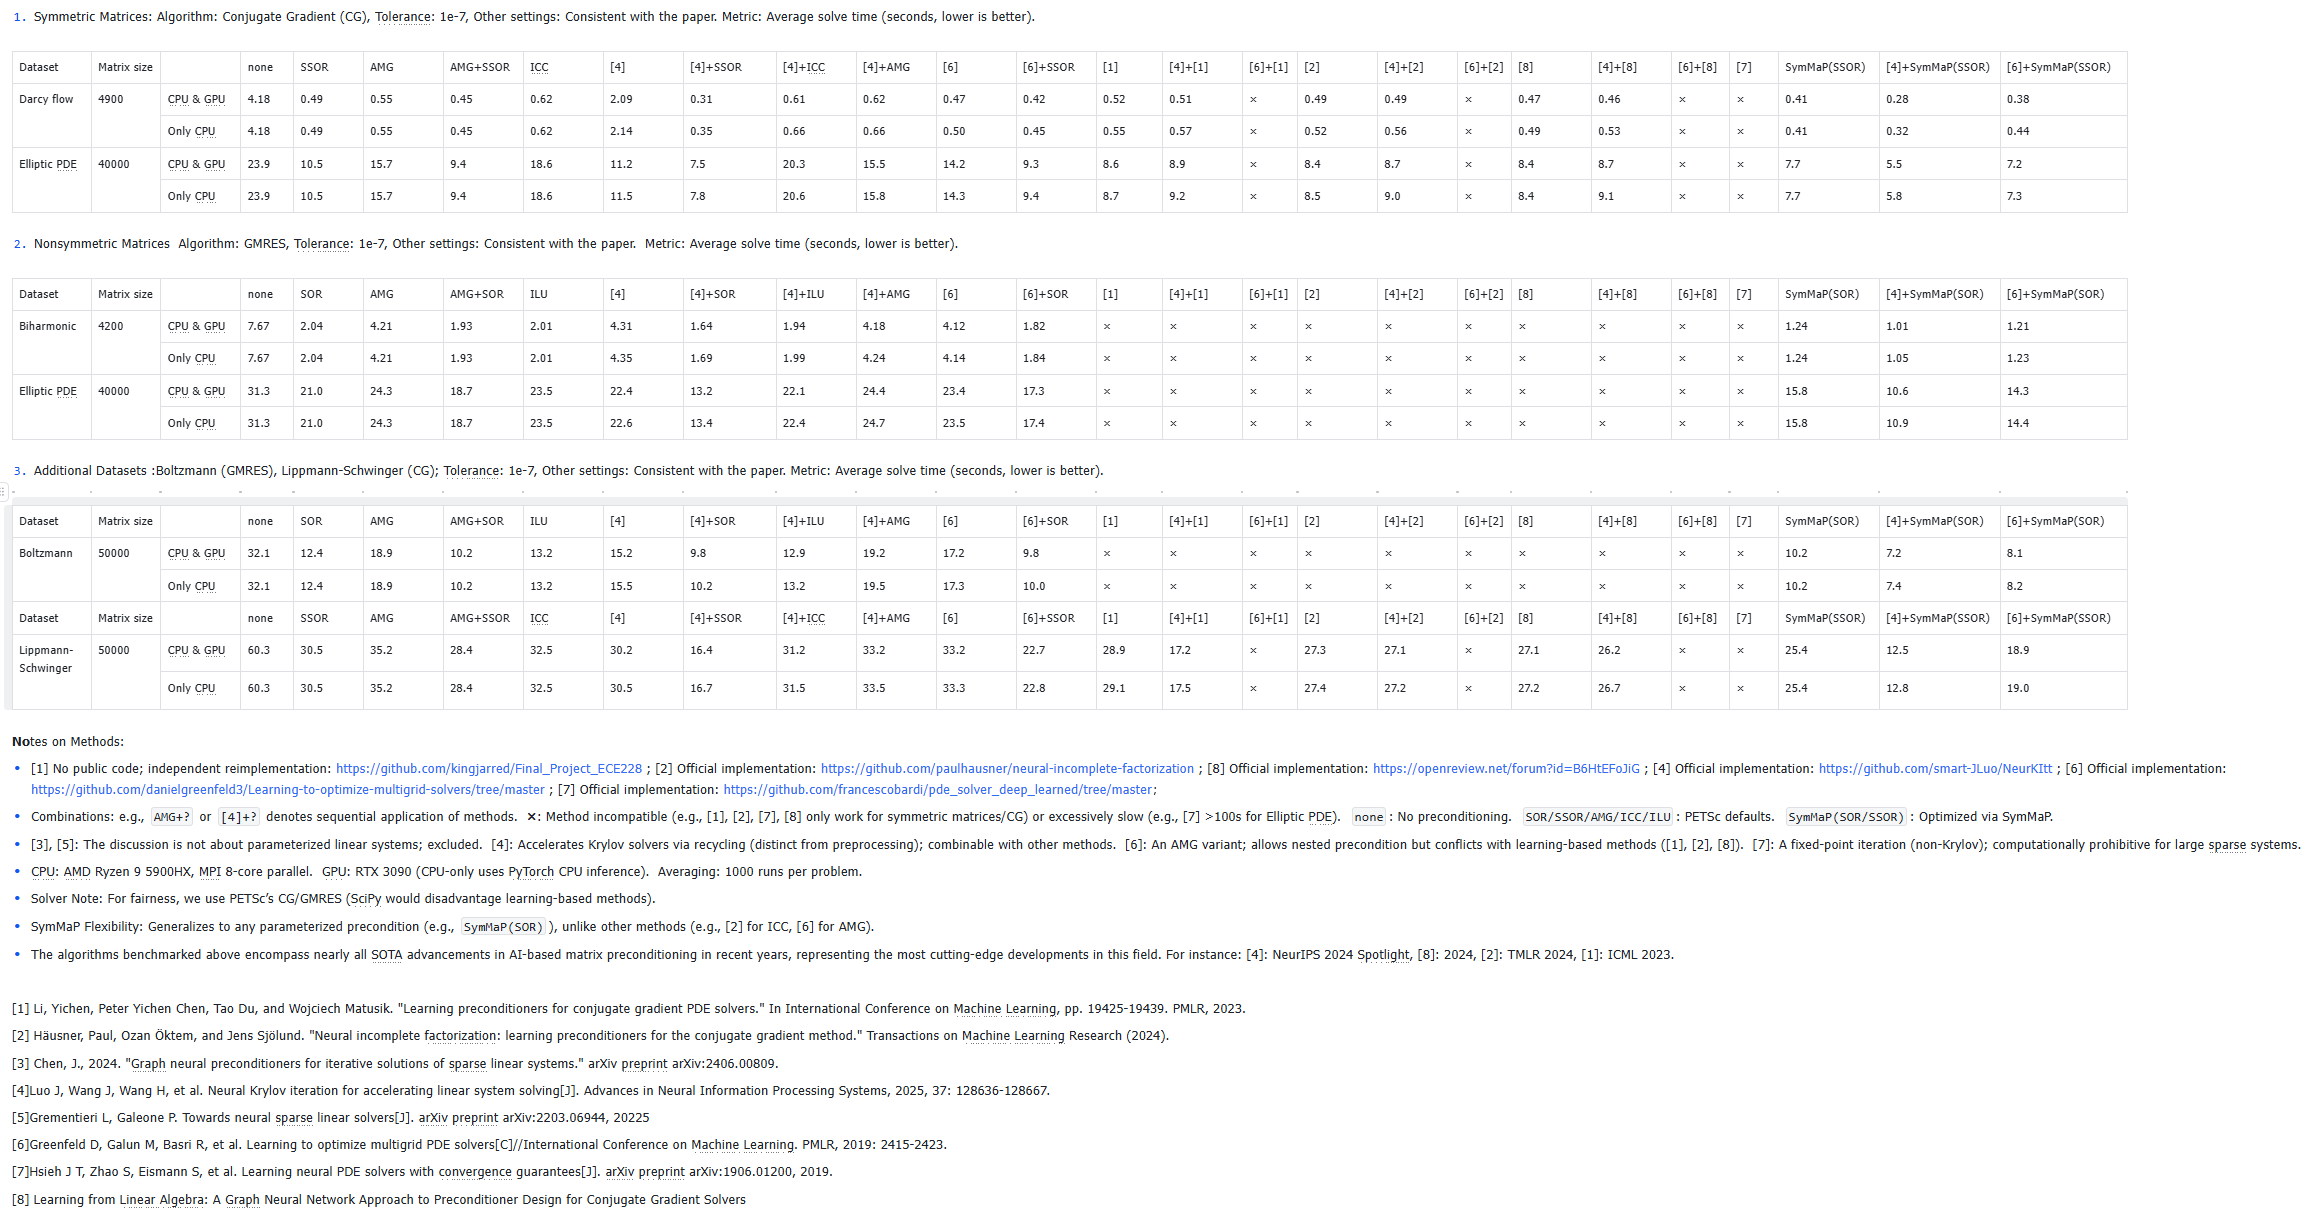 1. Symmetric Matrices: Algorithm: Conjugate Gradient (CG), Tolerance: 1e-7, Other settings: Consistent with the paper. Metric: Average solve time (seconds, lower is better).
Dataset Matrix size none SSOR AMG AMG+SSOR ICC [4] [4]+SSOR [4]+ICC [4]+AMG [6] [6]+SSOR [1] [4]+[1] [6]+[1] [2] [4]+[2] [6]+[2] [8] [4]+[8] [6]+[8] [7] SymMaP(SSOR) [4]+SymMaP(SSOR) [6]+SymMaP(SSOR)
Darcy flow 4900 CPU & GPU 4.18 0.49 0.55 0.45 0.62 2.09 0.31 0.61 0.62 0.47 0.42 0.52 0.51 × 0.49 0.49 × 0.47 0.46 × × 0.41 0.28 0.38
Only CPU 4.18 0.49 0.55 0.45 0.62 2.14 0.35 0.66 0.66 0.50 0.45 0.55 0.57 × 0.52 0.56 × 0.49 0.53 × × 0.41 0.32 0.44
Elliptic PDE 40000 CPU & GPU 23.9 10.5 15.7 9.4 18.6 11.2 7.5 20.3 15.5 14.2 9.3 8.6 8.9 × 8.4 8.7 × 8.4 8.7 × × 7.7 5.5 7.2
Only CPU 23.9 10.5 15.7 9.4 18.6 11.5 7.8 20.6 15.8 14.3 9.4 8.7 9.2 × 8.5 9.0 × 8.4 9.1 × × 7.7 5.8 7.3
2. Nonsymmetric Matrices Algorithm: GMRES, Tolerance: 1e-7, Other settings: Consistent with the paper. Metric: Average solve time (seconds, lower is better).
Dataset Matrix size none SOR AMG AMG+SOR ILU [4] [4]+SOR [4]+ILU [4]+AMG [6] [6]+SOR [1] [4]+[1] [6]+[1] [2] [4]+[2] [6]+[2] [8] [4]+[8] [6]+[8] [7] SymMaP(SOR) [4]+SymMaP(SOR) [6]+SymMaP(SOR)
Biharmonic 4200 CPU & GPU 7.67 2.04 4.21 1.93 2.01 4.31 1.64 1.94 4.18 4.12 1.82 × × × × × × × × × × 1.24 1.01 1.21
Only CPU 7.67 2.04 4.21 1.93 2.01 4.35 1.69 1.99 4.24 4.14 1.84 × × × × × × × × × × 1.24 1.05 1.23
Elliptic PDE 40000 CPU & GPU 31.3 21.0 24.3 18.7 23.5 22.4 13.2 22.1 24.4 23.4 17.3 × × × × × × × × × × 15.8 10.6 14.3
Only CPU 31.3 21.0 24.3 18.7 23.5 22.6 13.4 22.4 24.7 23.5 17.4 × × × × × × × × × × 15.8 10.9 14.4
3. Additional Datasets :Boltzmann (GMRES), Lippmann-Schwinger (CG); Tolerance: 1e-7, Other settings: Consistent with the paper. Metric: Average solve time (seconds, lower is better).
Dataset Matrix size none SOR AMG AMG+SOR ILU [4] [4]+SOR [4]+ILU [4]+AMG [6] [6]+SOR [1] [4]+[1] [6]+[1] [2] [4]+[2] [6]+[2] [8] [4]+[8] [6]+[8] [7] SymMaP(SOR) [4]+SymMaP(SOR) [6]+SymMaP(SOR)
Boltzmann 50000 CPU & GPU 32.1 12.4 18.9 10.2 13.2 15.2 9.8 12.9 19.2 17.2 9.8 × × × × × × × × × × 10.2 7.2 8.1
Only CPU 32.1 12.4 18.9 10.2 13.2 15.5 10.2 13.2 19.5 17.3 10.0 × × × × × × × × × × 10.2 7.4 8.2
Dataset Matrix size none SSOR AMG AMG+SSOR ICC [4] [4]+SSOR [4]+ICC [4]+AMG [6] [6]+SSOR [1] [4]+[1] [6]+[1] [2] [4]+[2] [6]+[2] [8] [4]+[8] [6]+[8] [7] SymMaP(SSOR) [4]+SymMaP(SSOR) [6]+SymMaP(SSOR)
Lippmann-
Schwinger 50000 CPU & GPU 60.3 30.5 35.2 28.4 32.5 30.2 16.4 31.2 33.2 33.2 22.7 28.9 17.2 × 27.3 27.1 × 27.1 26.2 × × 25.4 12.5 18.9
Only CPU 60.3 30.5 35.2 28.4 32.5 30.5 16.7 31.5 33.5 33.3 22.8 29.1 17.5 × 27.4 27.2 × 27.2 26.7 × × 25.4 12.8 19.0
Notes on Methods:
• [1] No public code; independent reimplementation: https://github.com/kingjarred/Final_Project_ECE228 ; [2] Official implementation: https://github.com/paulhausner/neural-incomplete-factorization ; [8] Official implementation: https://openreview.net/forum?id=B6HtEFoJiG ; [4] Official implementation: https://github.com/smart-JLuo/NeurKItt ; [6] Official implementation:
https://github.com/danielgreenfeld3/Learning-to-optimize-multigrid-solvers/tree/master ; [7] Official implementation: https://github.com/francescobardi/pde_solver_deep_learned/tree/master;
• Combinations: e.g., AMG+? or [4]+? denotes sequential application of methods. ×: Method incompatible (e.g., [1], [2], [7], [8] only work for symmetric matrices/CG) or excessively slow (e.g., [7] >100s for Elliptic PDE). none : No preconditioning. SOR/SSOR/AMG/ICC/ILU : PETSc defaults. SymMaP(SOR/SSOR) : Optimized via SymMaP.
• [3], [5]: The discussion is not about parameterized linear systems; excluded. [4]: Accelerates Krylov solvers via recycling (distinct from preprocessing); combinable with other methods. [6]: An AMG variant; allows nested precondition but conflicts with learning-based methods ([1], [2], [8]). [7]: A fixed-point iteration (non-Krylov); computationally prohibitive for large sparse systems.
• CPU: AMD Ryzen 9 5900HX, MPI 8-core parallel. GPU: RTX 3090 (CPU-only uses PyTorch CPU inference). Averaging: 1000 runs per problem.
• Solver Note: For fairness, we use PETSc’s CG/GMRES (SciPy would disadvantage learning-based methods).
• SymMaP Flexibility: Generalizes to any parameterized precondition (e.g., SymMaP(SOR) ), unlike other methods (e.g., [2] for ICC, [6] for AMG).
• The algorithms benchmarked above encompass nearly all SOTA advancements in AI-based matrix preconditioning in recent years, representing the most cutting-edge developments in this field. For instance: [4]: NeurIPS 2024 Spotlight, [8]: 2024, [2]: TMLR 2024, [1]: ICML 2023.
[1] Li, Yichen, Peter Yichen Chen, Tao Du, and Wojciech Matusik. "Learning preconditioners for conjugate gradient PDE solvers." In International Conference on Machine Learning, pp. 19425-19439. PMLR, 2023.
[2] Häusner, Paul, Ozan Öktem, and Jens Sjölund. "Neural incomplete factorization: learning preconditioners for the conjugate gradient method." Transactions on Machine Learning Research (2024).
[3] Chen, J., 2024. "Graph neural preconditioners for iterative solutions of sparse linear systems." arXiv preprint arXiv:2406.00809.
[4]Luo J, Wang J, Wang H, et al. Neural Krylov iteration for accelerating linear system solving[J]. Advances in Neural Information Processing Systems, 2025, 37: 128636-128667.
[5]Grementieri L, Galeone P. Towards neural sparse linear solvers[J]. arXiv preprint arXiv:2203.06944, 20225
[6]Greenfeld D, Galun M, Basri R, et al. Learning to optimize multigrid PDE solvers[C]//International Conference on Machine Learning. PMLR, 2019: 2415-2423.
[7]Hsieh J T, Zhao S, Eismann S, et al. Learning neural PDE solvers with convergence guarantees[J]. arXiv preprint arXiv:1906.01200, 2019.
[8] Learning from Linear Algebra: A Graph Neural Network Approach to Preconditioner Design for Conjugate Gradient Solvers